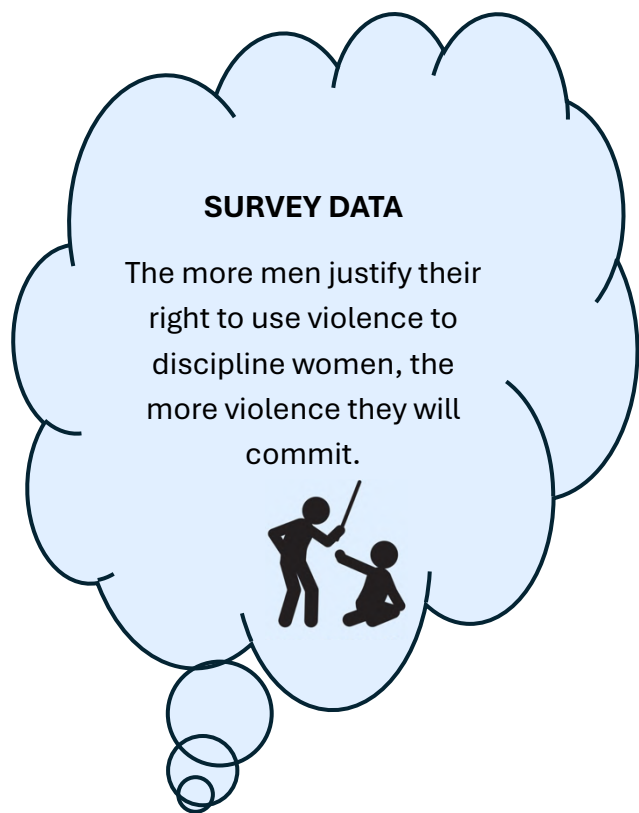 SURVEY DATA
The more men justify their
right to use violence to
discipline women, the
more violence they will
commit.